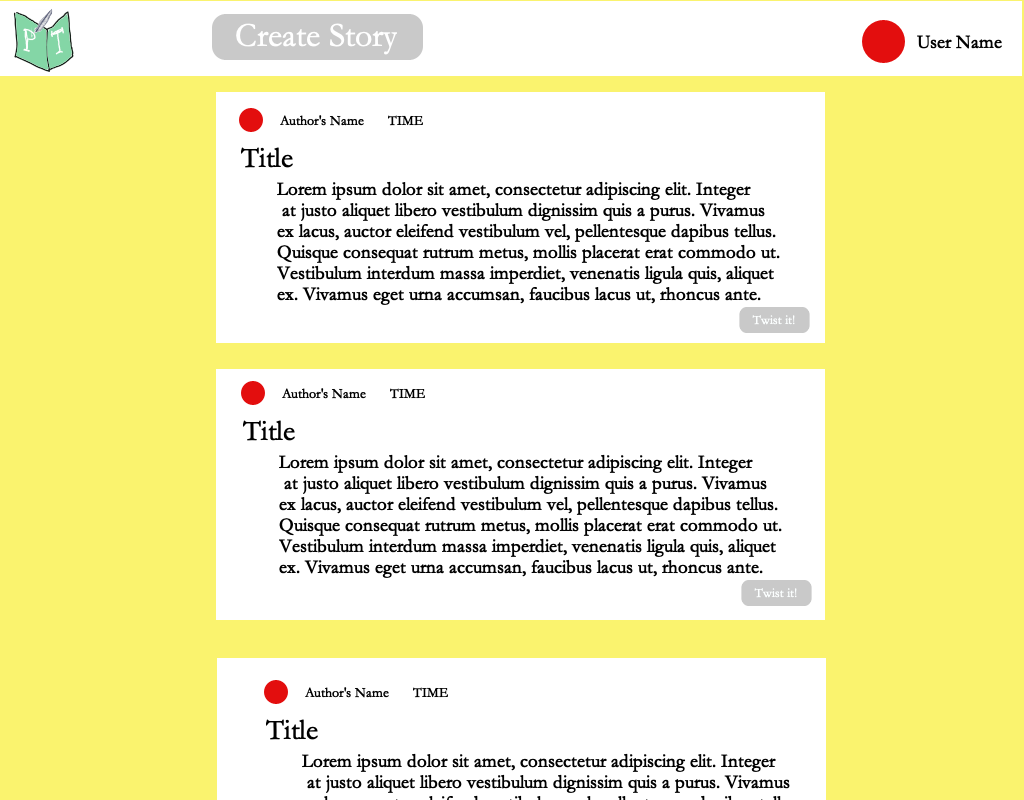 P T
Create Story
User Name
Author's Name TIME
Title
Lorem ipsum dolor sit amet, consectetur adipiscing elit. Integer
at justo aliquet libero vestibulum dignissim quis a purus. Vivamus
ex lacus, auctor eleifend vestibulum vel, pellentesque dapibus tellus.
Quisque consequat rutrum metus, mollis placerat erat commodo ut.
Vestibulum interdum massa imperdiet, venenatis ligula quis, aliquet
ex. Vivamus eget urna accumsan, faucibus lacus ut, rhoncus ante.
Twist it!
Author's Name TIME
Title
Lorem ipsum dolor sit amet, consectetur adipiscing elit. Integer
at justo aliquet libero vestibulum dignissim quis a purus. Vivamus
ex lacus, auctor eleifend vestibulum vel, pellentesque dapibus tellus.
Quisque consequat rutrum metus, mollis placerat erat commodo ut.
Vestibulum interdum massa imperdiet, venenatis ligula quis, aliquet
ex. Vivamus eget urna accumsan, faucibus lacus ut, rhoncus ante.
Twist it!
Author's Name TIME
Title
Lorem ipsum dolor sit amet, consectetur adipiscing elit. Integer
at justo aliquet libero vestibulum dignissim quis a purus. Vivamus